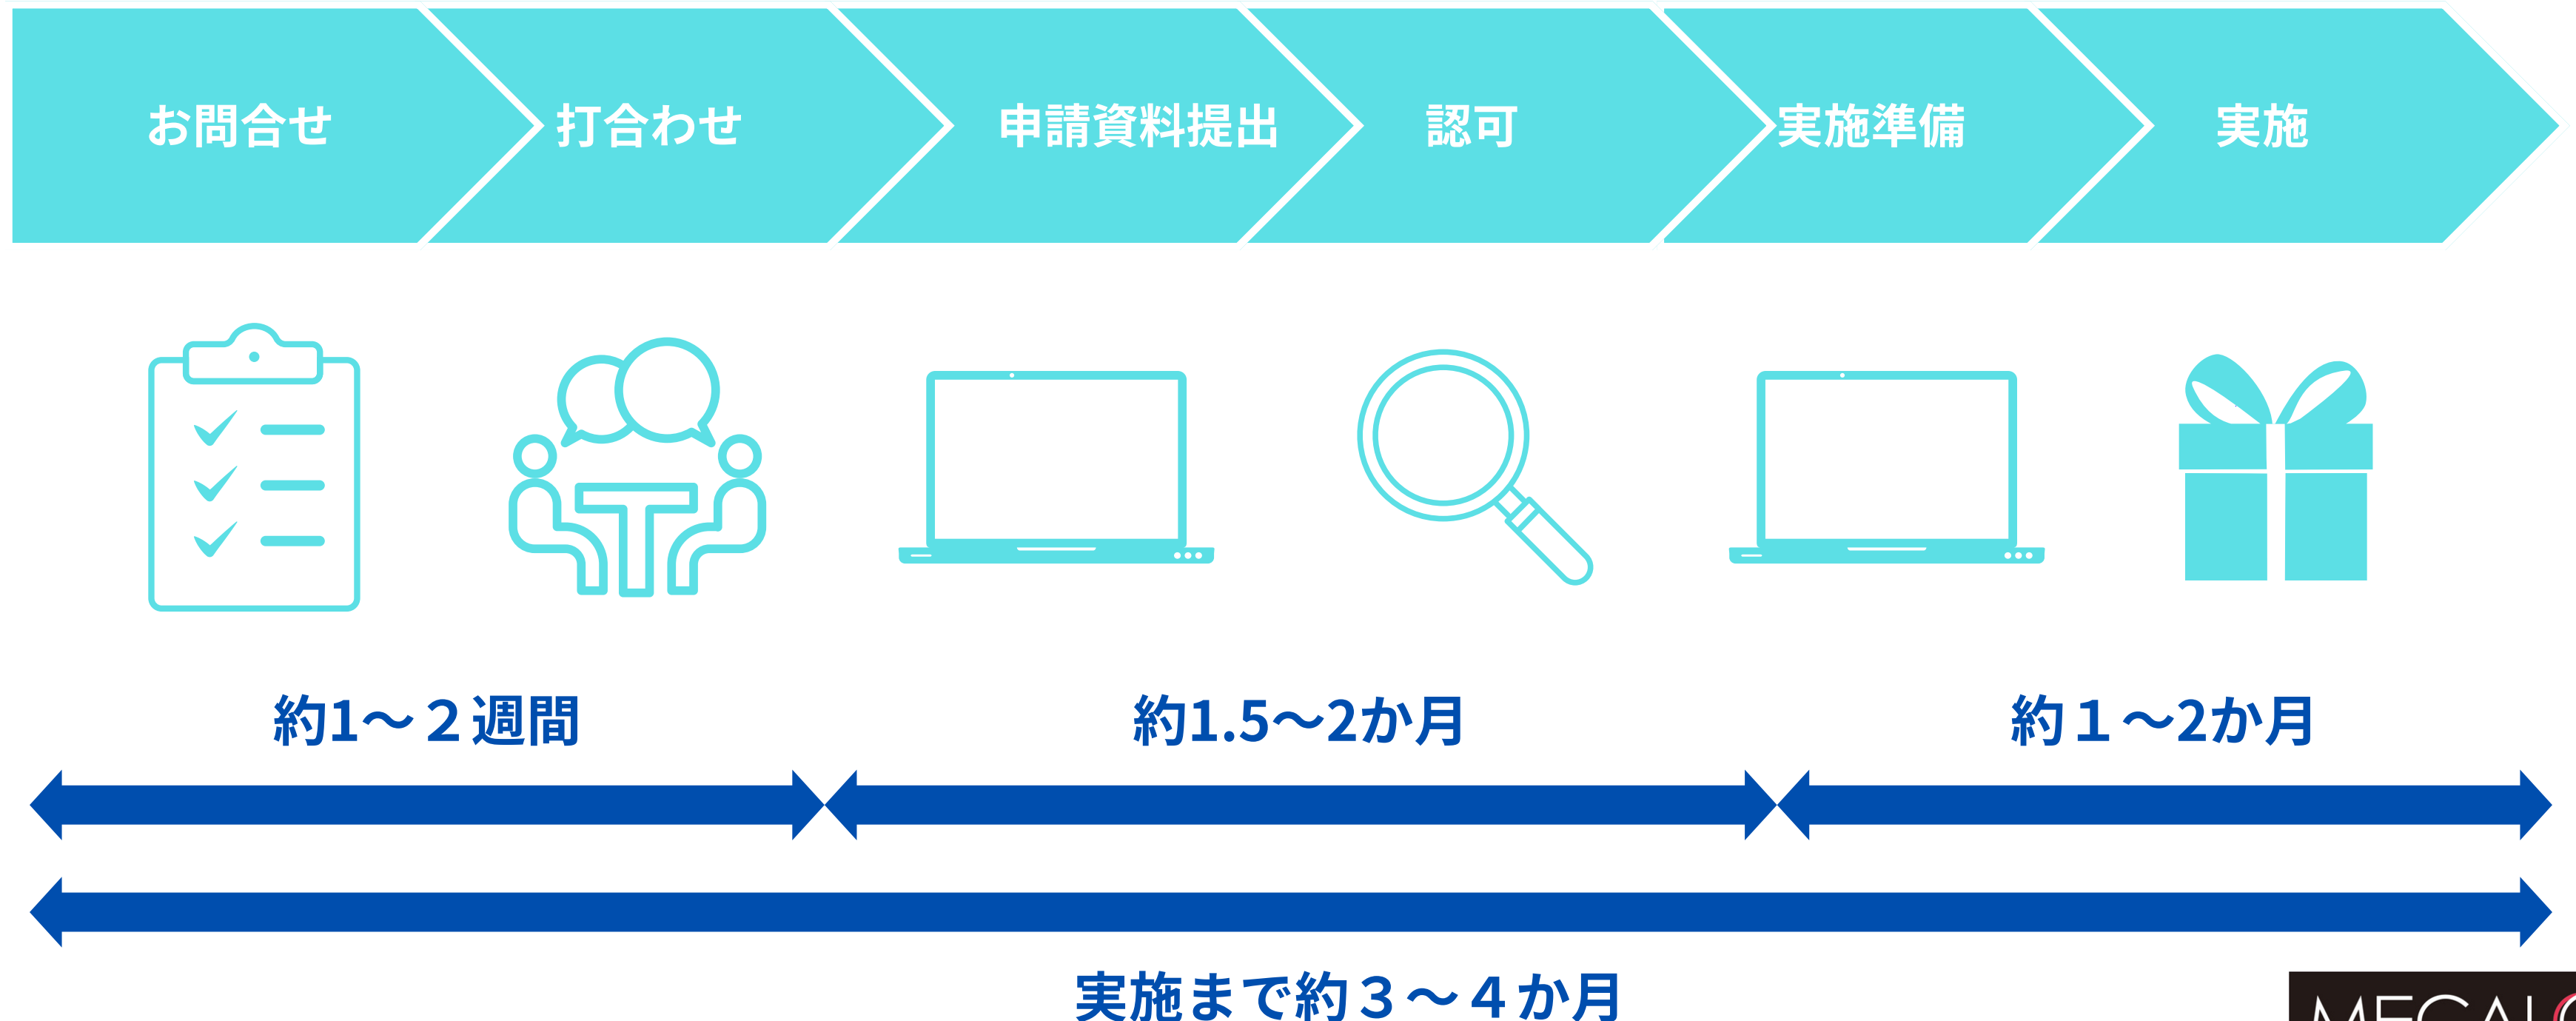 お問合せ
打合わせ
申請資料提出
認可
実施準備
実施
約1～２週間
約1.5～2か月
約１～2か月
実施まで約３～４か月